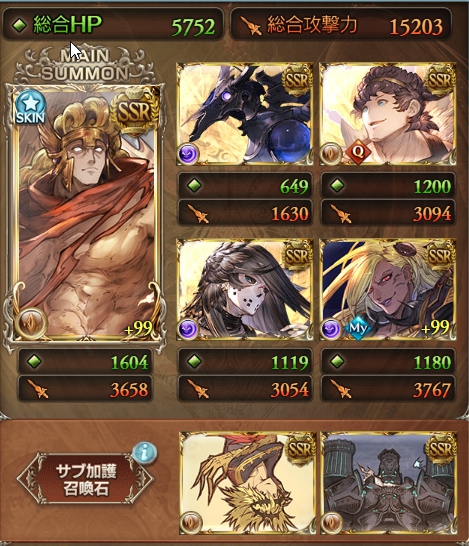 総合HP 5752
総合攻撃力 15203
MAIN
SUMMON
SKIN
SSR
+99
1604
3658
SSR
649
1630
SSR
Q
1200
3094
SSR
1119
3054
SSR
My
+99
1180
3767
サブ加護
召喚石
i
SSR
SSR